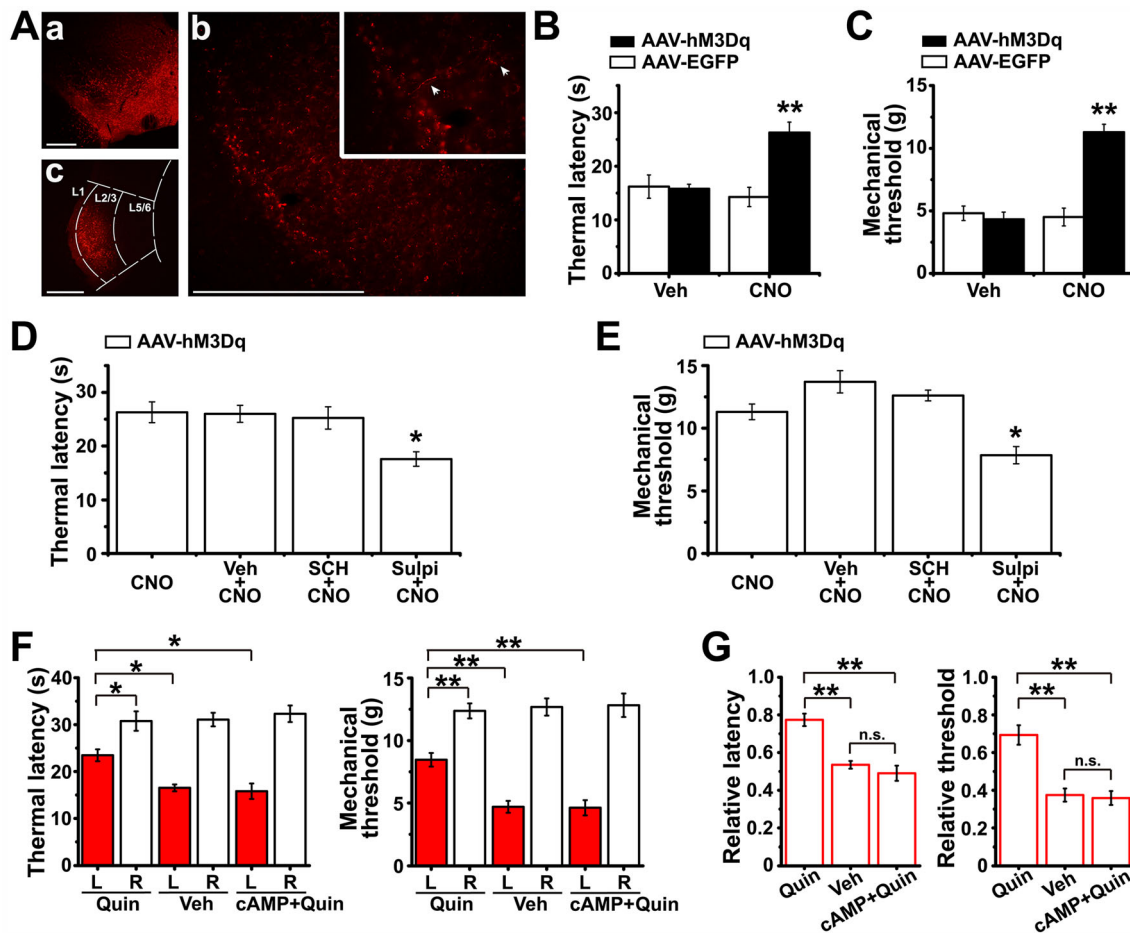 A
a
b
c
L1
L2/3
L5/6
B
AAV-hM3Dq
AAV-EGFP
Thermal latency (s)
30
20
10
0
**
Veh
CNO
C
AAV-hM3Dq
AAV-EGFP
Mechanical
threshold (g)
15
10
5
0
**
Veh
CNO
D
AAV-hM3Dq
Thermal latency (s)
30
20
10
0
*
CNO
Veh + CNO
SCH + CNO
Sulpi + CNO
E
AAV-hM3Dq
Mechanical
threshold (g)
15
10
5
0
*
CNO
Veh + CNO
SCH + CNO
Sulpi + CNO
F
Thermal latency (s)
40
30
20
10
0
*
*
*
L R L R L R
Quin Veh cAMP+Quin
Mechanical
threshold (g)
15
10
5
0
**
**
**
L R L R L R
Quin Veh cAMP+Quin
G
Relative latency
1.0
0.8
0.6
0.4
0.2
0
**
**
n.s.
Quin
Veh
cAMP+Quin
Relative threshold
1.0
0.8
0.6
0.4
0.2
0
**
**
n.s.
Quin
Veh
cAMP+Quin